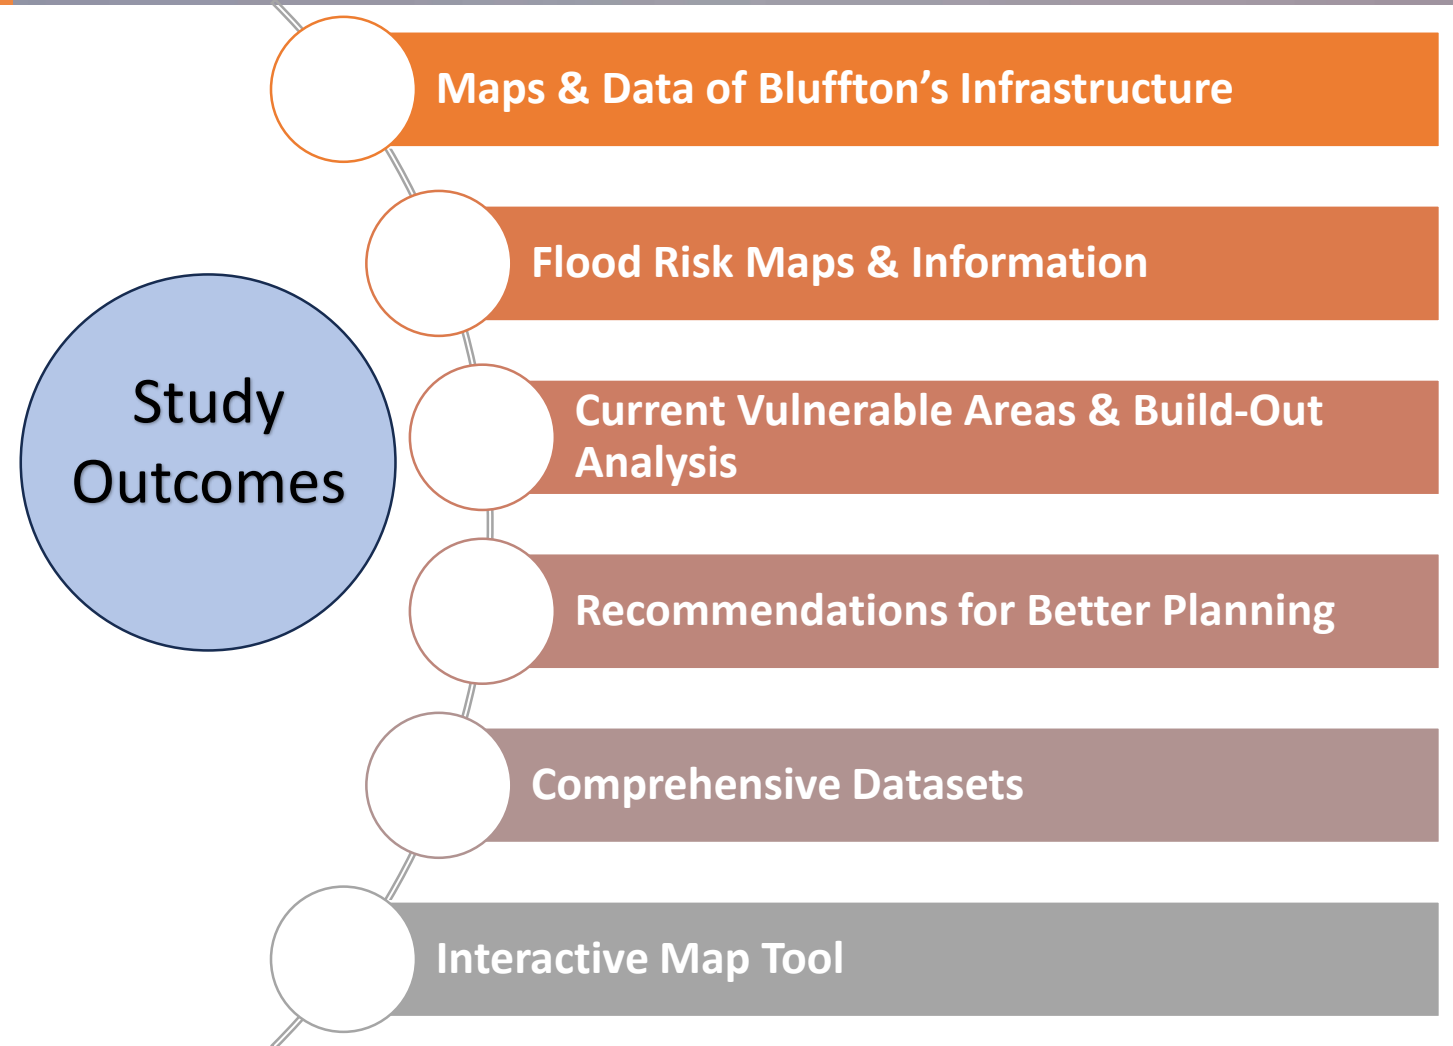 Maps & Data of Bluffton’s Infrastructure
Flood Risk Maps & Information
Study
Outcomes
Current Vulnerable Areas & Build-Out
Analysis
Recommendations for Better Planning
Comprehensive Datasets
Interactive Map Tool